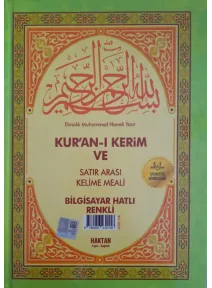 بسم الله الرحمن الرحيم
Elmalılı Muhammed Hamdi Yazır
KUR'AN-I KERİM
VE
SATIR ARASI
KELİME MEALİ
BİLGİSAYAR HATLI
RENKLİ
HAKTAN